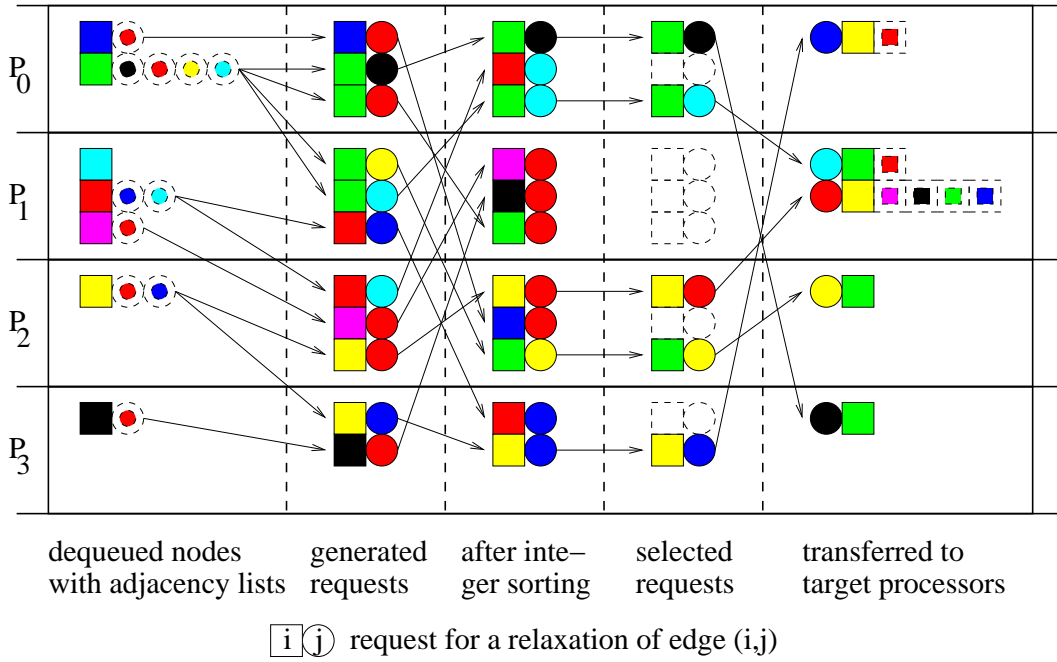 P0
P1
P2
P3
dequeued nodes
with adjacency lists
generated
requests
after inte-
ger sorting
selected
requests
transferred to
target processors
i j request for a relaxation of edge (i,j)